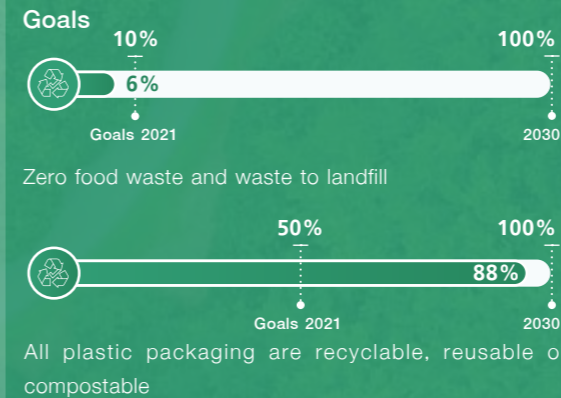 Goals
10% 100%
6%
Goals 2021 2030
Zero food waste and waste to landfill
50% 100%
88%
Goals 2021 2030
All plastic packaging are recyclable, reusable o
compostable